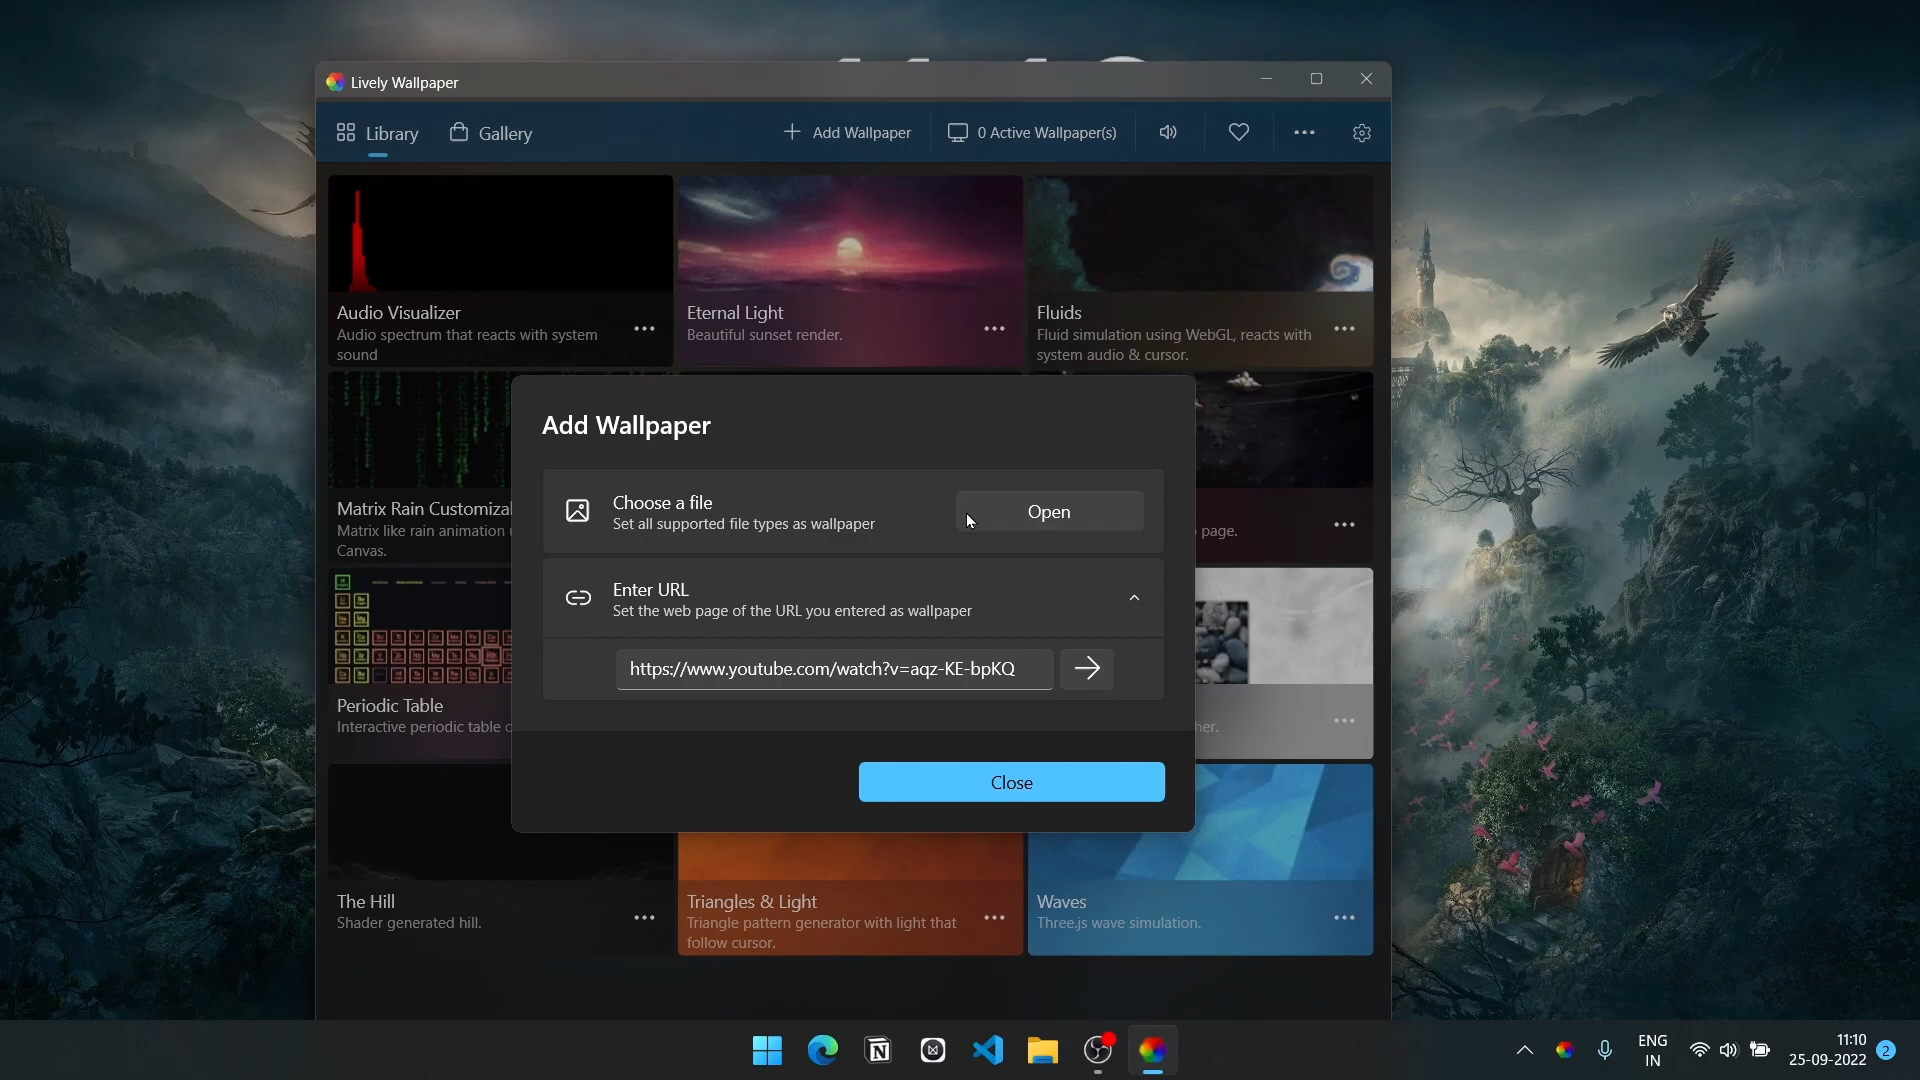 Lively Wallpaper
Library
Gallery
Add Wallpaper
0 Active Wallpaper(s)
Audio Visualizer
Audio spectrum that reacts with system
sound
Eternal Light
Beautiful sunset render.
Fluids
Fluid simulation using WebGL, reacts with
system audio & cursor.
Matrix Rain
Matrix like rain animation
Canvas.
page.
Add Wallpaper
Choose a file
Set all supported file types as wallpaper
Open
Enter URL
Set the web page of the URL you entered as wallpaper
https://www.youtube.com/watch?v=aqz-KE-bpKQ
Close
Periodic Table
Interactive periodic table
The Hill
Shader generated hill.
Triangles & Light
Triangle pattern generator with light that
follow cursor.
Waves
Three.js wave simulation.
ENG
IN
11:10
25-09-2022
2